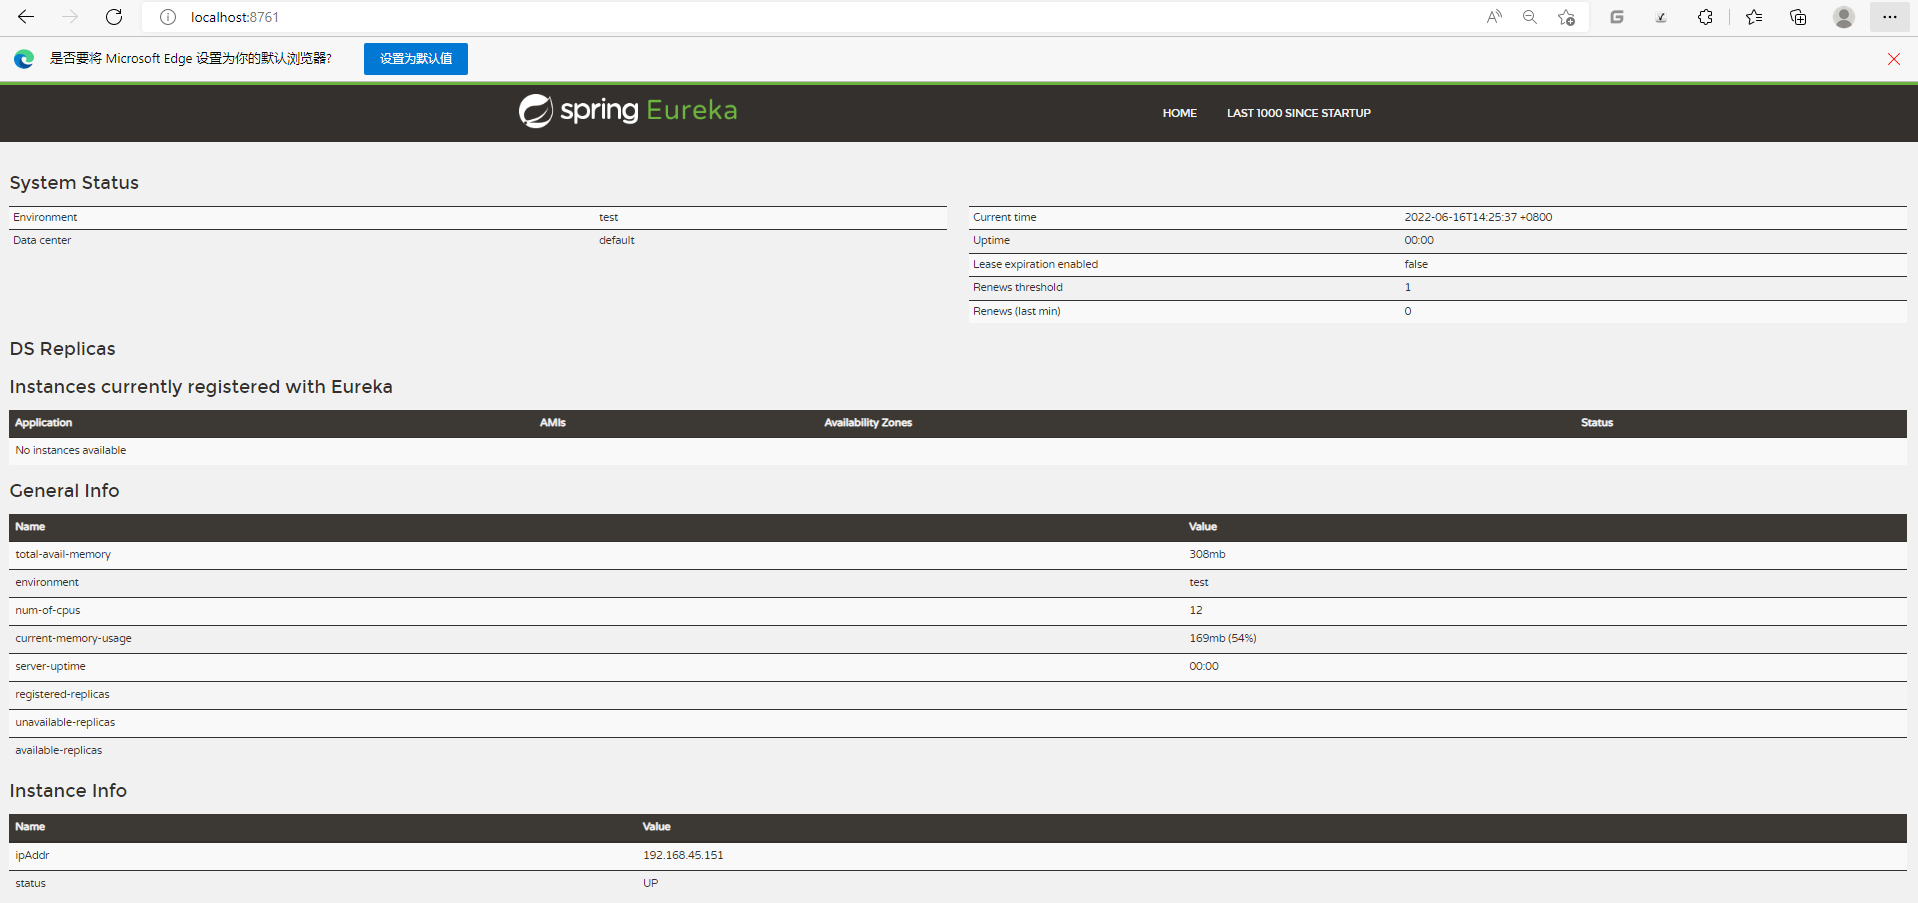 localhost:8761
是否要将 Microsoft Edge 设置为你的默认浏览器? 设置为默认值
spring Eureka HOME LAST 1000 SINCE STARTUP
System Status
Environment test
Data center default
Current time 2022-06-16T14:25:37 +0800
Uptime 00:00
Lease expiration enabled false
Renews threshold 1
Renews (last min) 0
DS Replicas
Instances currently registered with Eureka
Application AMIs Availability Zones Status
No instances available
General Info
Name Value
total-avail-memory 308mb
environment test
num-of-cpus 12
current-memory-usage 169mb (54%)
server-uptime 00:00
registered-replicas
unavailable-replicas
available-replicas
Instance Info
Name Value
ipAddr 192.168.45.151
status UP